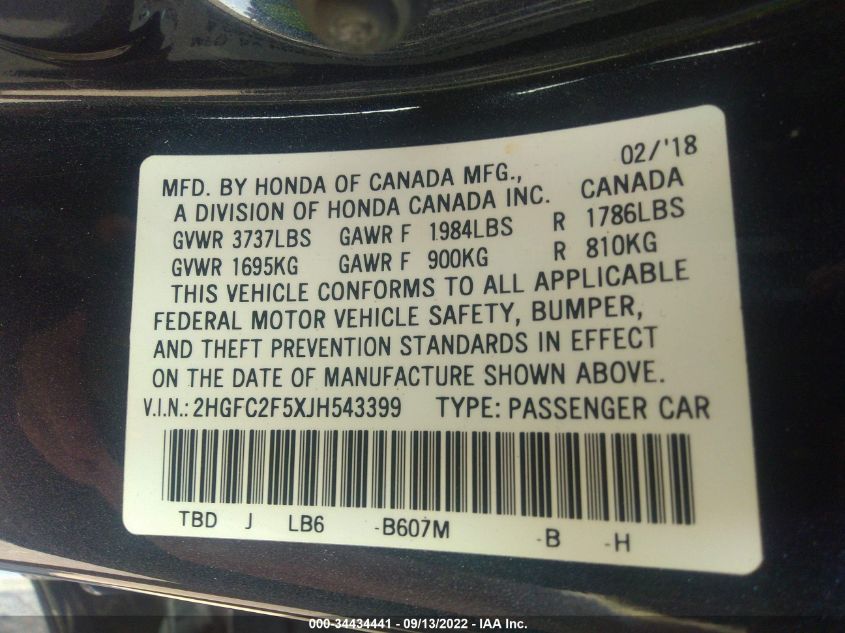 02/'18
MFD. BY HONDA OF CANADA MFG.,
A DIVISION OF HONDA CANADA INC. CANADA
GVWR 3737LBS GAWR F 1984LBS R 1786LBS
GVWR 1695KG GAWR F 900KG R 810KG
THIS VEHICLE CONFORMS TO ALL APPLICABLE
FEDERAL MOTOR VEHICLE SAFETY, BUMPER,
AND THEFT PREVENTION STANDARDS IN EFFECT
ON THE DATE OF MANUFACTURE SHOWN ABOVE.
V.I.N.: 2HGFC2F5XJH543399 TYPE: PASSENGER CAR
TBD J LB6 -B607M -B -H
000-34434441 - 09/13/2022 - IAA Inc.